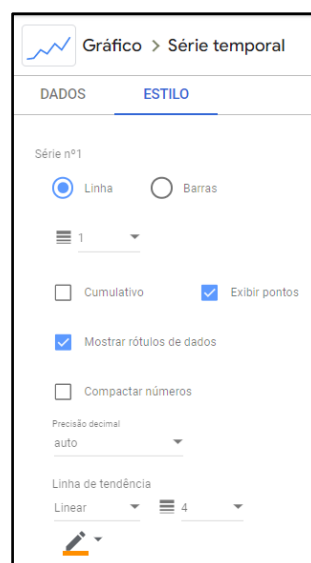 Gráfico > Série temporal
DADOS ESTILO
Série nº1
Linha Barras
1
Cumulativo Exibir pontos
Mostrar rótulos de dados
Compactar números
Precisão decimal
auto
Linha de tendência
Linear 4